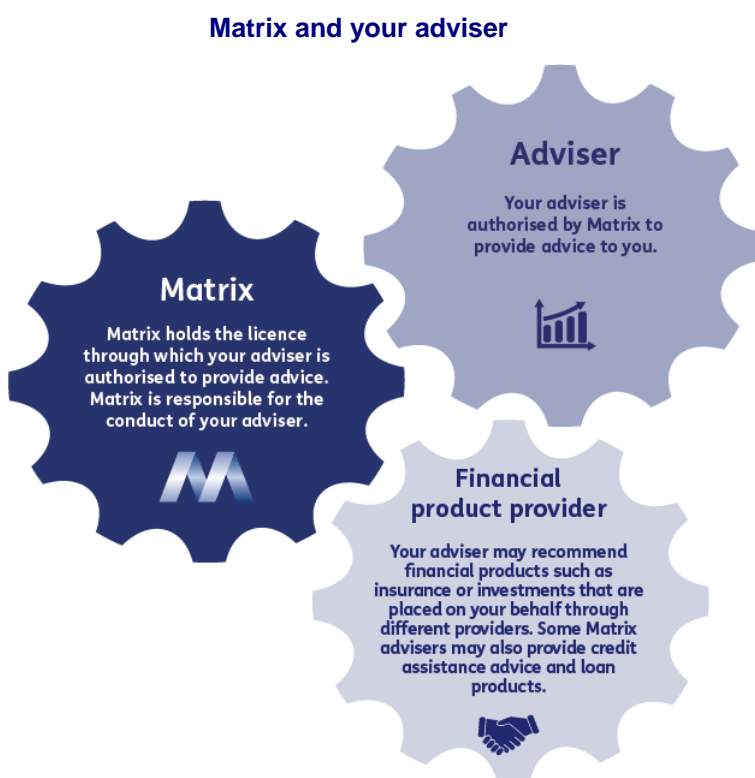 Matrix and your adviser
Adviser
Your adviser is
authorised by Matrix to
provide advice to you.
Matrix
Matrix holds the licence
through which your adviser is
authorised to provide advice.
Matrix is responsible for the
conduct of your adviser.
Financial
product provider
Your adviser may recommend
financial products such as
insurance or investments that are
placed on your behalf through
different providers. Some Matrix
advisers may also provide credit
assistance advice and loan
products.